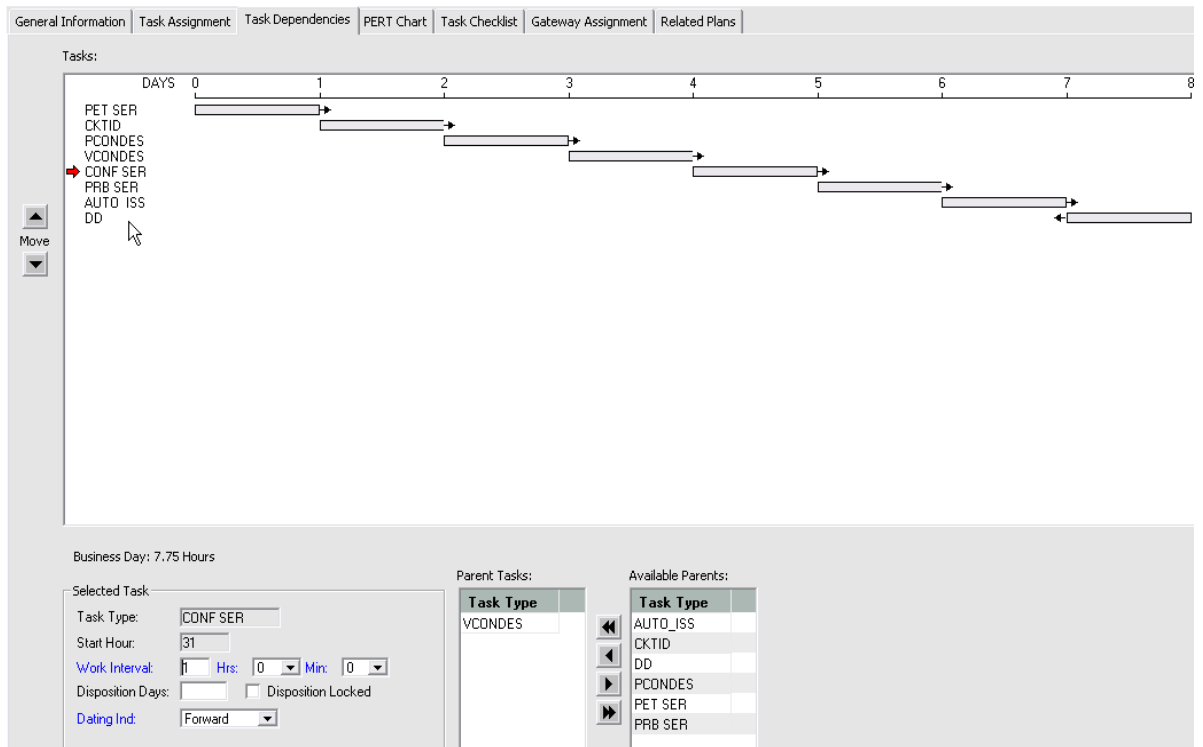 General Information Task Assignment Task Dependencies PERT Chart Task Checklist Gateway Assignment Related Plans
Tasks:
DAYS 0 1 2 3 4 5 6 7 8
PET SER
CKTID
PCONDES
VCONDES
CONF SER
PRB SER
AUTO ISS
DD
Move
Business Day: 7.75 Hours
Parent Tasks: Available Parents:
Selected Task
Task Type Task Type
Task Type: CONF SER VCONDES AUTO_ISS
Start Hour: 31 CKTID
Work Interval: 1 Hrs: 0 Min: 0 DD
Disposition Days: Disposition Locked PCONDES
PET SER
Dating Ind: Forward PRB SER